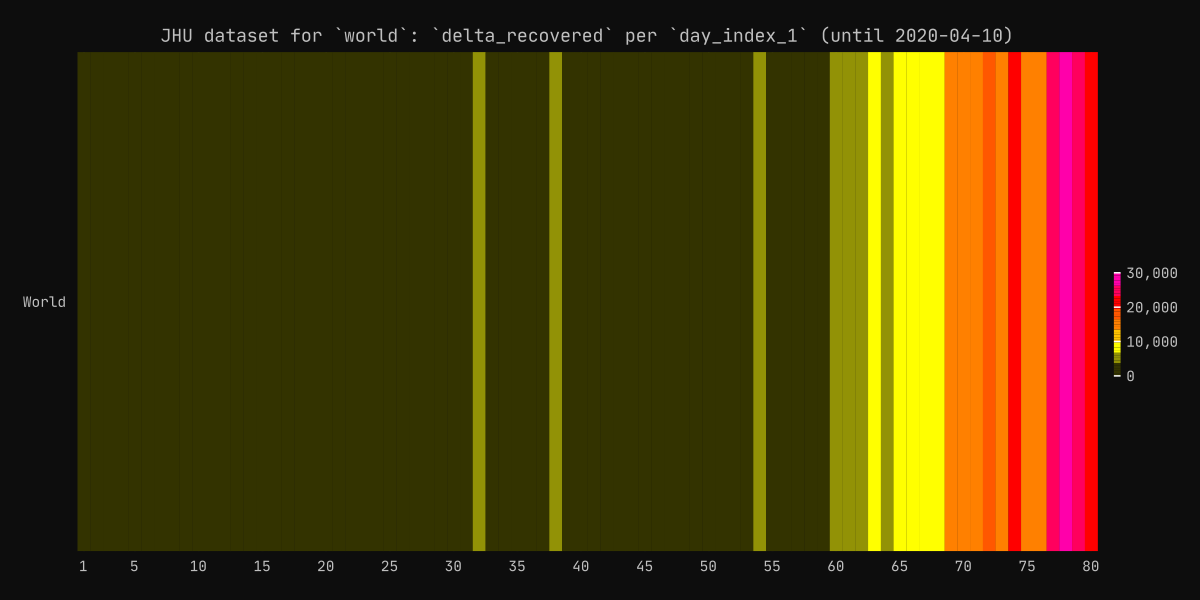 JHU dataset for `world`: `delta_recovered` per `day_index_1` (until 2020-04-10)
30,000
World
20,000
10,000
0
1 5 10 15 20 25 30 35 40 45 50 55 60 65 70 75 80